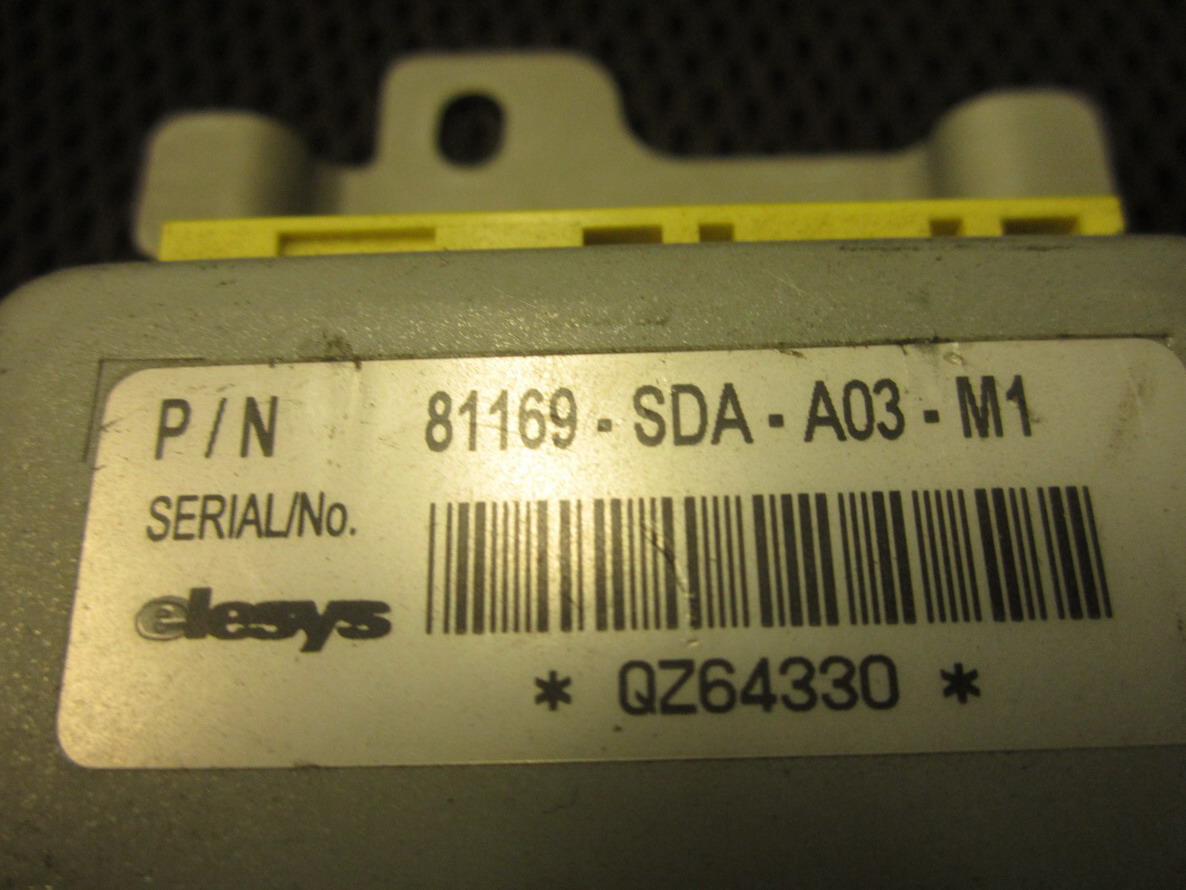 P/N 81169-SDA-A03-M1
SERIAL/No.
elesys
* QZ64330 *